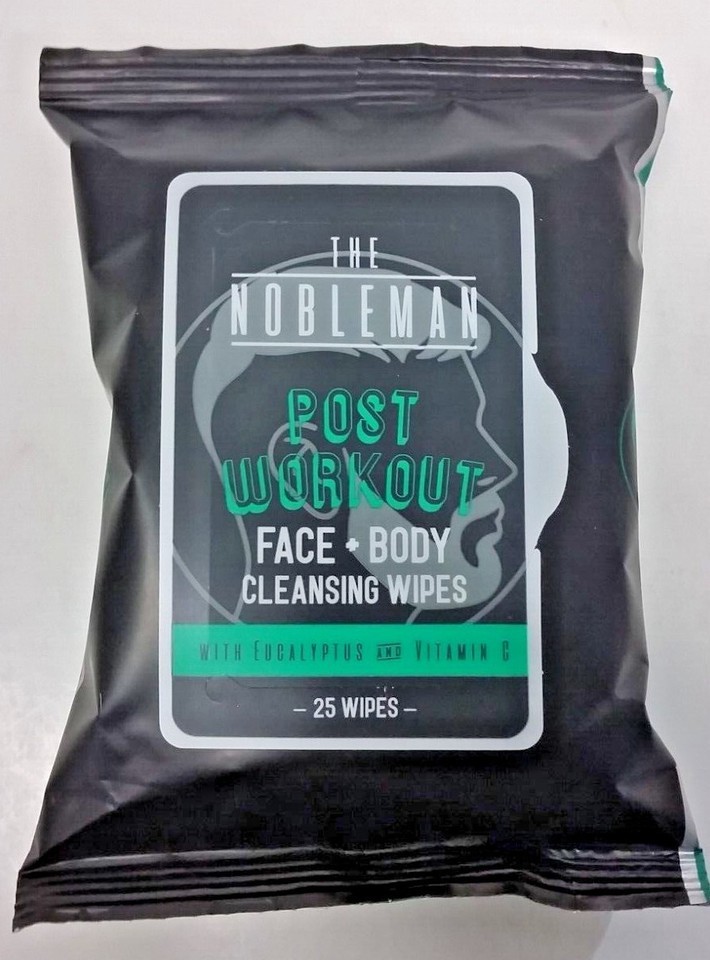 THE
NOBLEMAN
POST
WORKOUT
FACE + BODY
CLEANSING WIPES
WITH EUCALYPTUS AND VITAMIN C
– 25 WIPES –